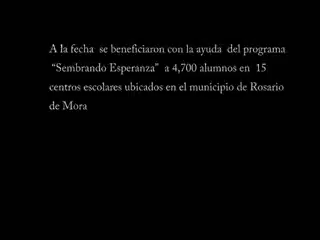 A la fecha se beneficiaron con la ayuda del programa
“Sembrando Esperanza” a 4,700 alumnos en 15
centros escolares ubicados en el municipio de Rosario
de Mora